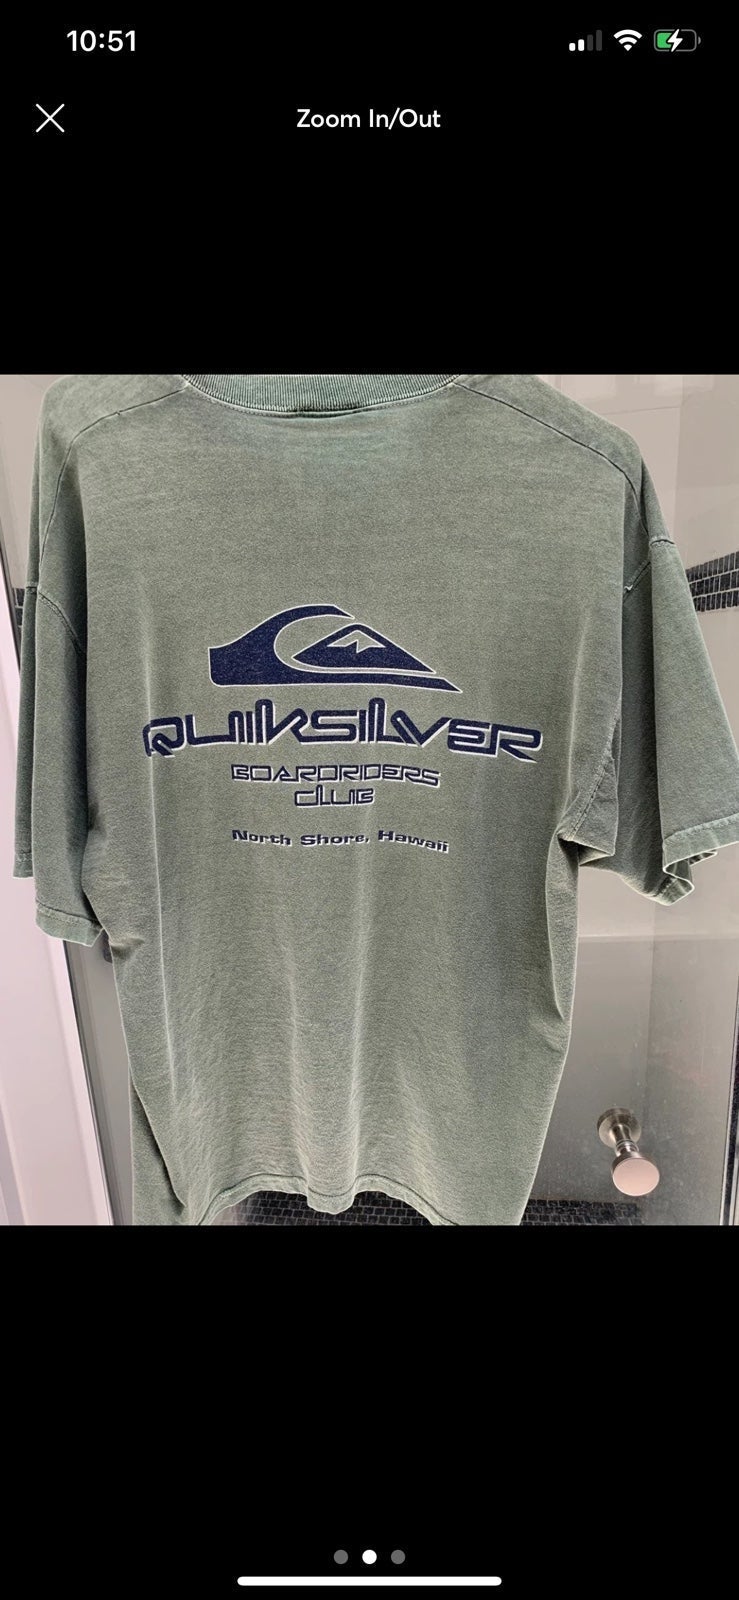 10:51
Zoom In/Out
QUIKSILVER
BOARDRIDERS
CLUB
North Shore, Hawaii